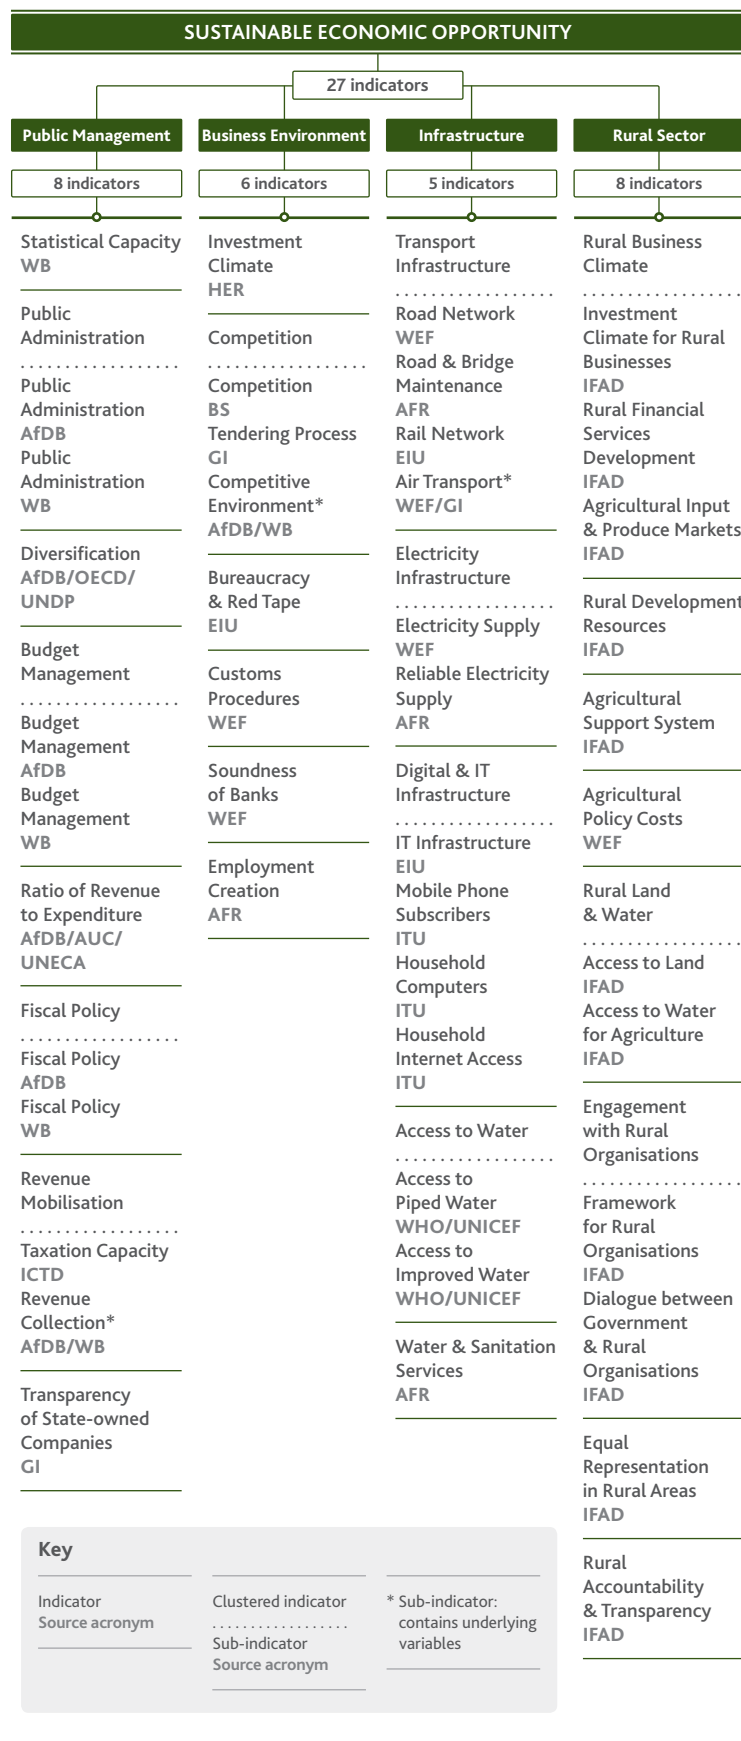 SUSTAINABLE ECONOMIC OPPORTUNITY
27 indicators
Public Management
8 indicators
Statistical Capacity
WB
Public
Administration
Public
Administration
AfDB
Public
Administration
WB
Diversification
AfDB/OECD/
UNDP
Budget
Management
Budget
Management
AfDB
Budget
Management
WB
Ratio of Revenue
to Expenditure
AfDB/AUC/
UNECA
Fiscal Policy
Fiscal Policy
AfDB
Fiscal Policy
WB
Revenue
Mobilisation
Taxation Capacity
ICTD
Revenue
Collection*
AfDB/WB
Transparency
of State-owned
Companies
GI
Business Environment
6 indicators
Investment
Climate
HER
Competition
Competition
BS
Tendering Process
GI
Competitive
Environment*
AfDB/WB
Bureaucracy
& Red Tape
EIU
Customs
Procedures
WEF
Soundness
of Banks
WEF
Employment
Creation
AFR
Infrastructure
5 indicators
Transport
Infrastructure
Road Network
WEF
Road & Bridge
Maintenance
AFR
Rail Network
EIU
Air Transport*
WEF/GI
Electricity
Infrastructure
Electricity Supply
WEF
Reliable Electricity
Supply
AFR
Digital & IT
Infrastructure
IT Infrastructure
EIU
Mobile Phone
Subscribers
ITU
Household
Computers
ITU
Household
Internet Access
ITU
Access to Water
Access to
Piped Water
WHO/UNICEF
Access to
Improved Water
WHO/UNICEF
Water & Sanitation
Services
AFR
Rural Sector
8 indicators
Rural Business
Climate
Investment
Climate for Rural
Businesses
IFAD
Rural Financial
Services
Development
IFAD
Agricultural Input
& Produce Markets
IFAD
Rural Development
Resources
IFAD
Agricultural
Support System
IFAD
Agricultural
Policy Costs
WEF
Rural Land
& Water
Access to Land
IFAD
Access to Water
for Agriculture
IFAD
Engagement
with Rural
Organisations
Framework
for Rural
Organisations
IFAD
Dialogue between
Government
& Rural
Organisations
IFAD
Equal
Representation
in Rural Areas
IFAD
Rural
Accountability
& Transparency
IFAD
Key
Indicator
Source acronym
Clustered indicator
Sub-indicator
Source acronym
* Sub-indicator:
contains underlying
variables